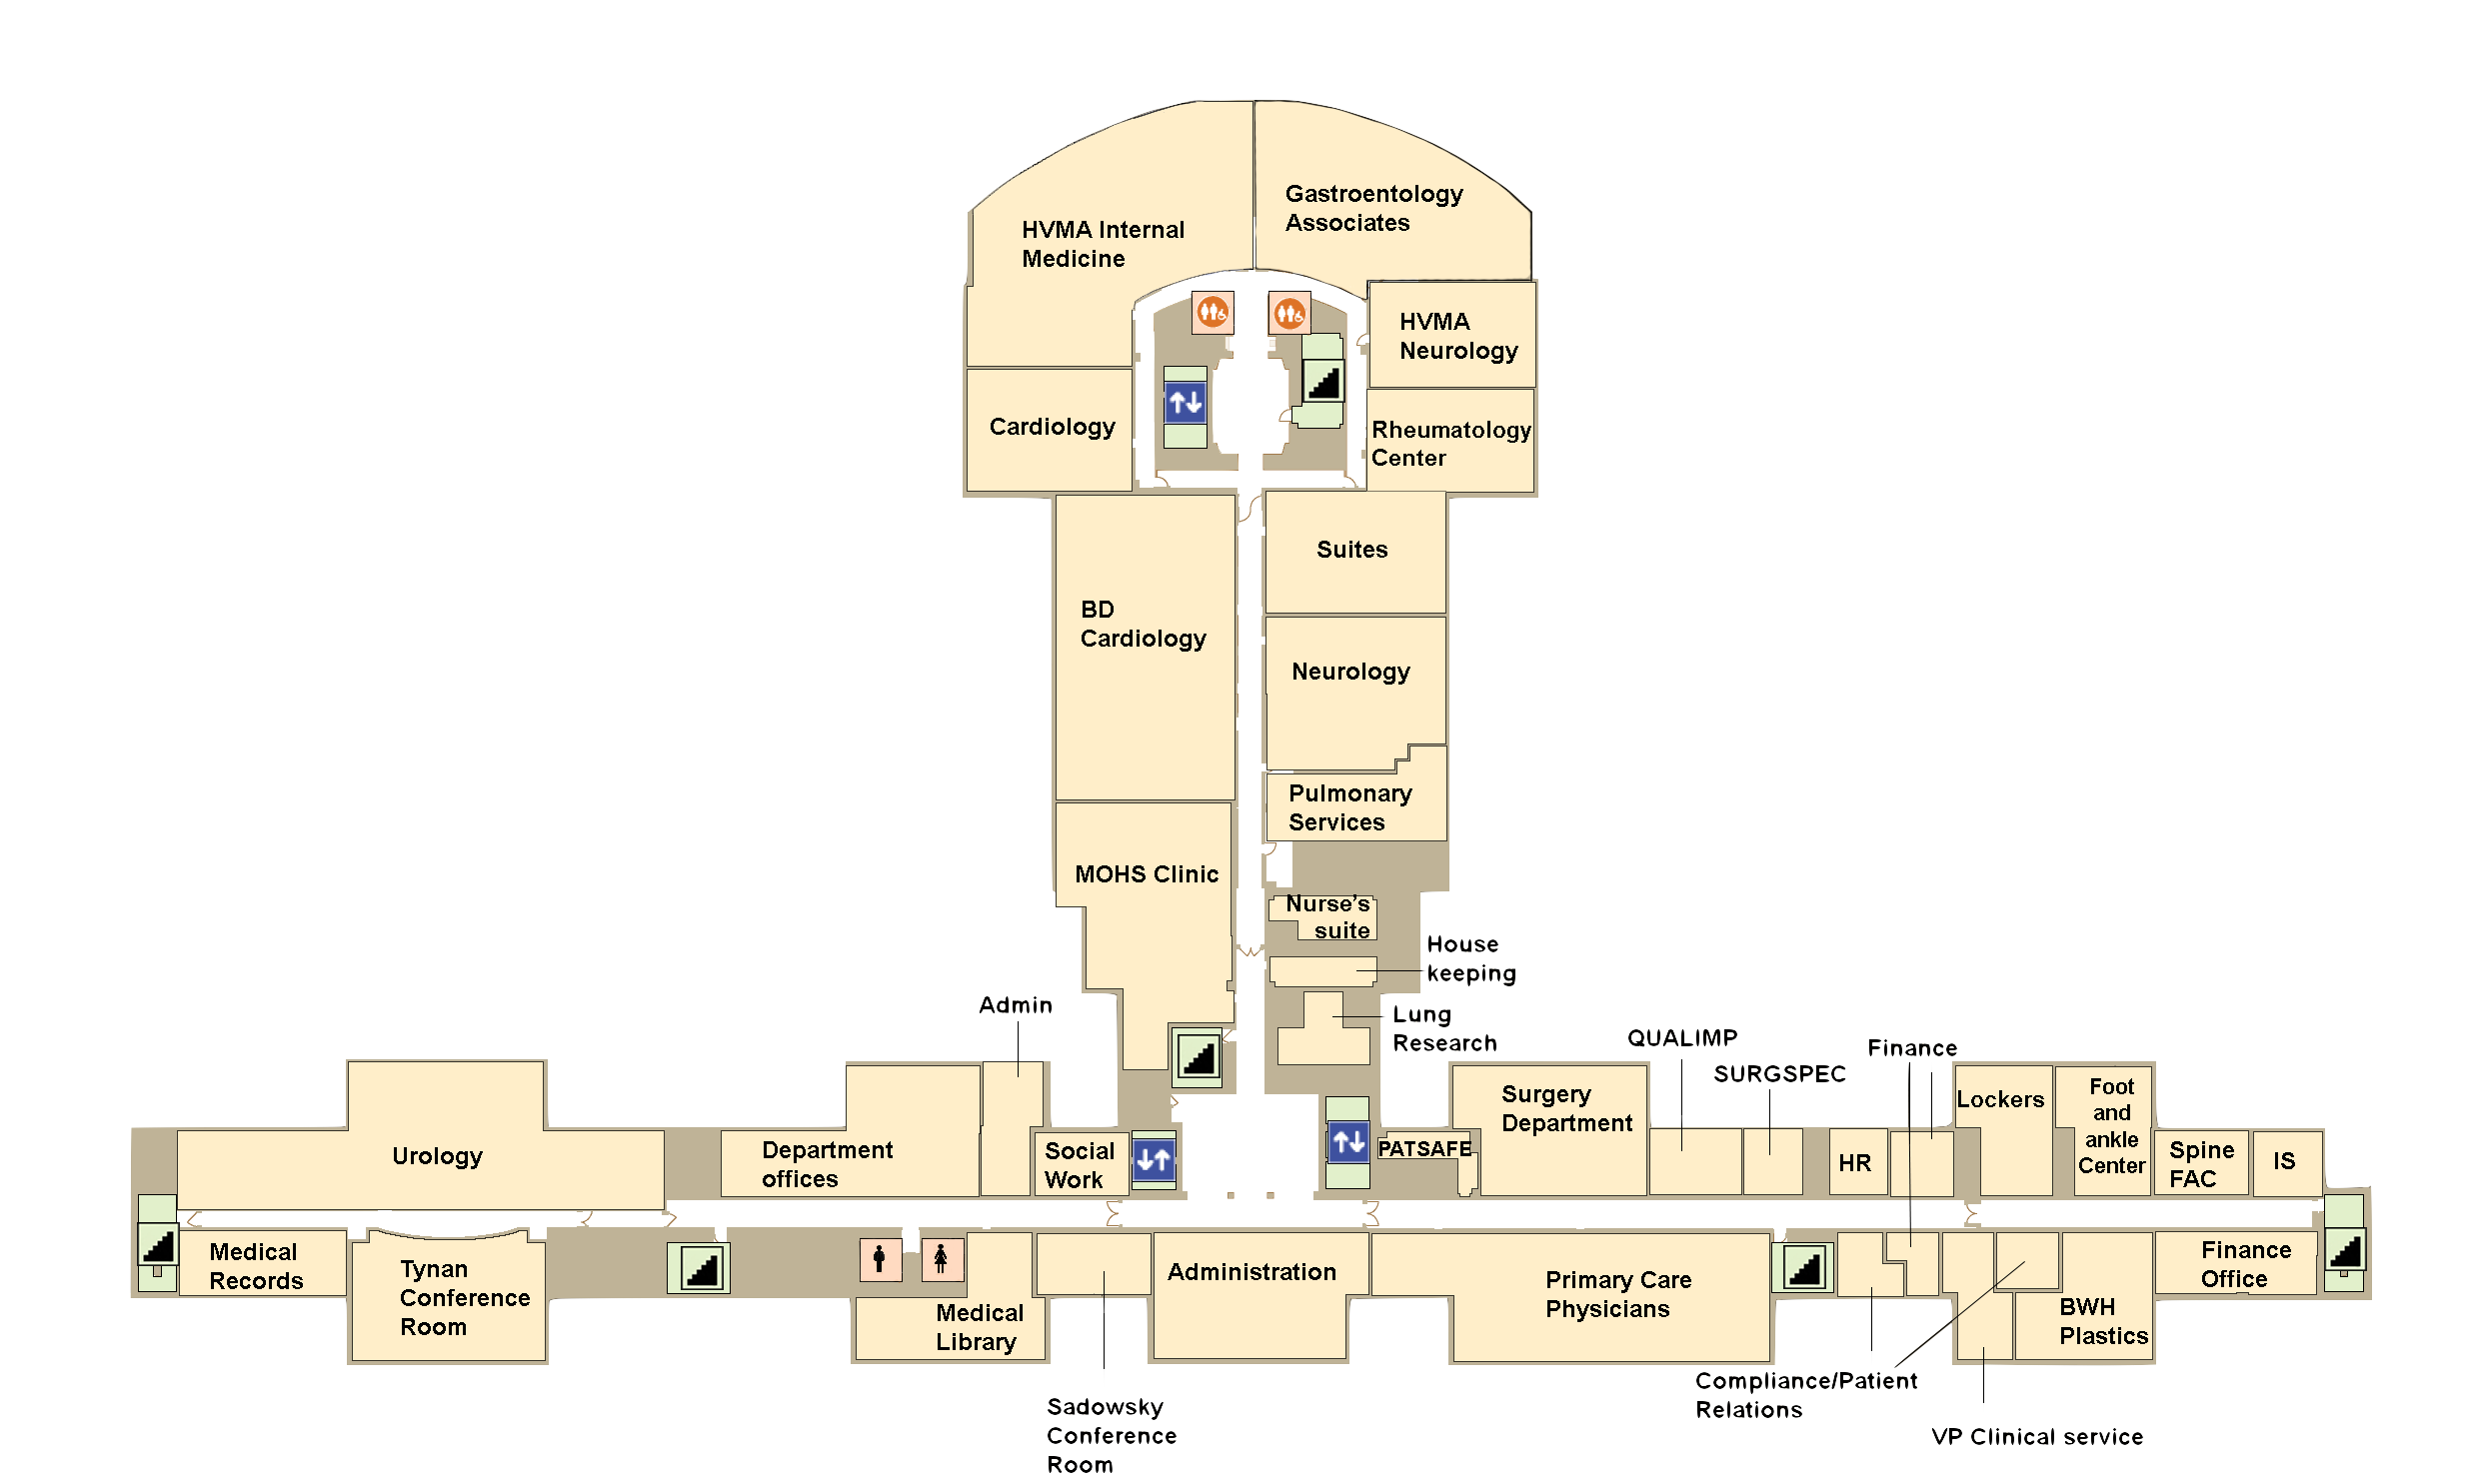 Gastroentology
Associates
HVMA Internal
Medicine
HVMA
Neurology
Cardiology
Rheumatology
Center
Suites
BD
Cardiology
Neurology
Pulmonary
Services
MOHS Clinic
Nurse's
suite
House
keeping
Admin
Lung
Research
QUALIMP
Finance
SURGSPEC
Surgery
Department
Lockers
Foot
and
ankle
Center
Urology
Department
offices
Social
Work
PATSAFE
HR
Spine
FAC
IS
Medical
Records
Tynan
Conference
Room
Medical
Library
Administration
Primary Care
Physicians
Finance
Office
BWH
Plastics
Compliance/Patient
Relations
Sadowsky
Conference
Room
VP Clinical service